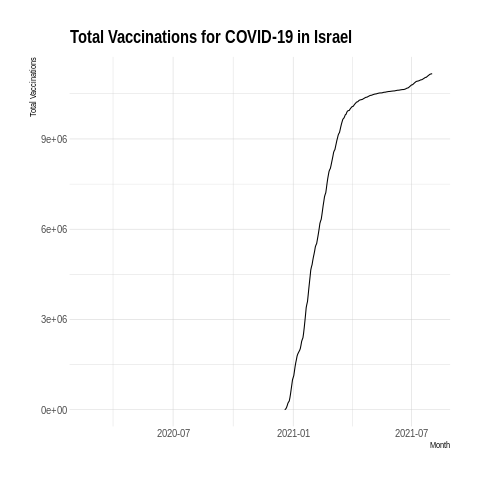 Total Vaccinations for COVID-19 in Israel
Total Vaccinations
9e+06
6e+06
3e+06
0e+00
2020-07
2021-01
2021-07
Month